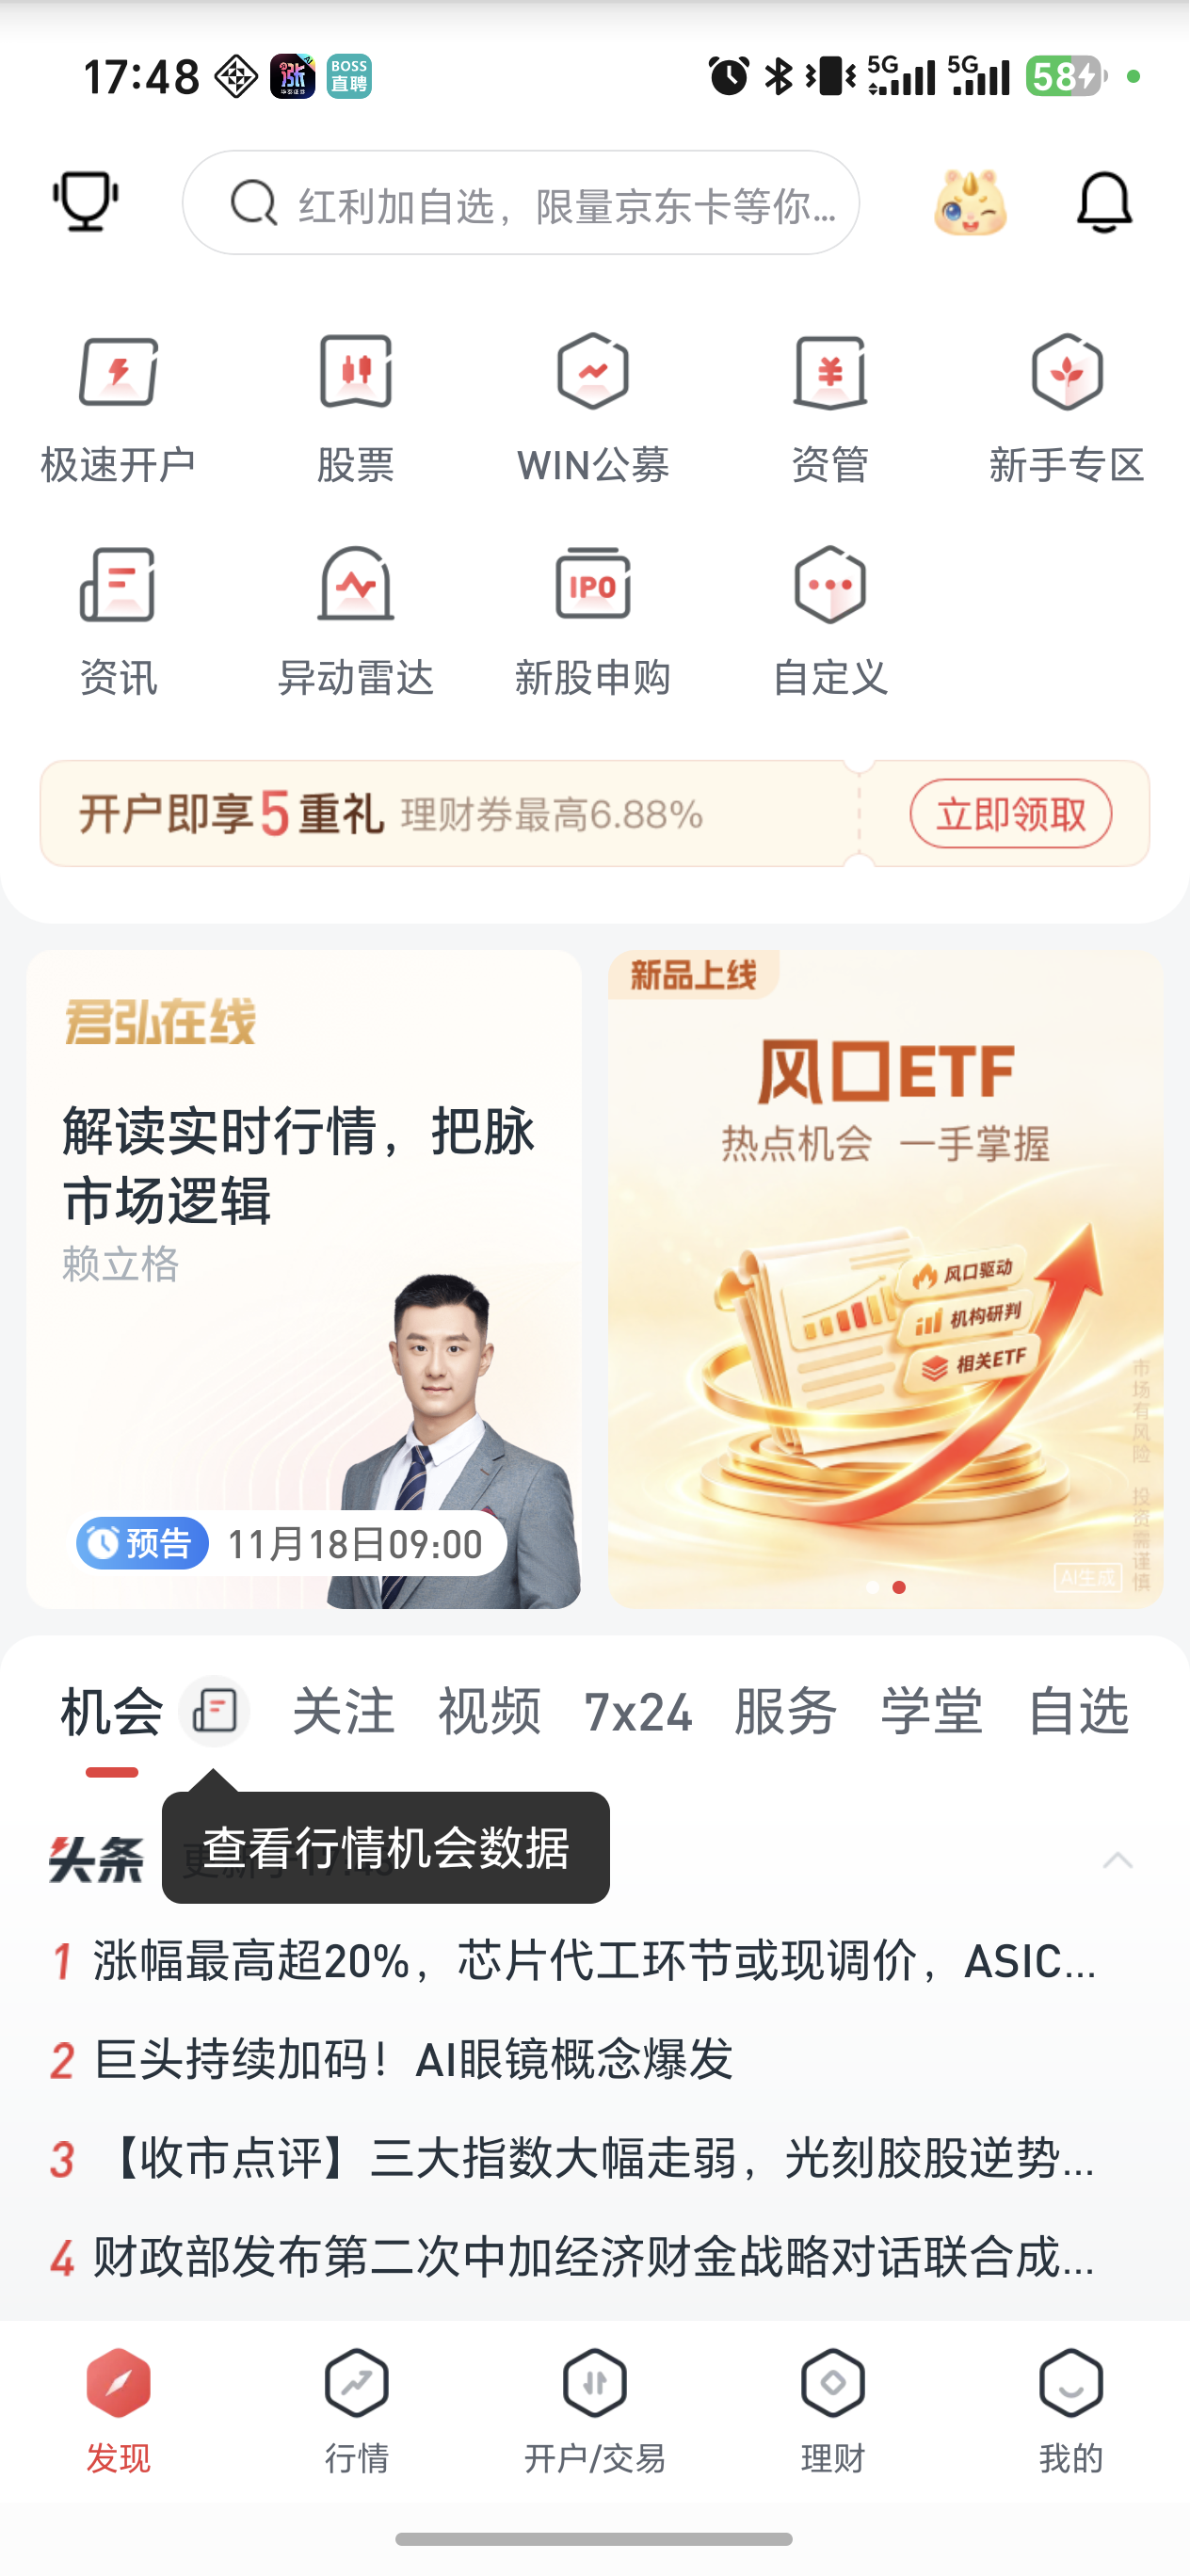 17:48
涨
BOSS
直聘
5G
5G
58
红利加自选，限量京东卡等你...
极速开户
股票
WIN公募
资管
新手专区
IPO
资讯
异动雷达
新股申购
自定义
开户即享5重礼 理财券最高6.88%
立即领取
君弘在线
解读实时行情，把脉
市场逻辑
赖立格
预告 11月18日09:00
新品上线
风口ETF
热点机会 一手掌握
风口驱动
机构研判
相关ETF
市场有风险 投资需谨慎
AI生成
机会 关注 视频 7x24 服务 学堂 自选
查看行情机会数据
头条
1 涨幅最高超20%，芯片代工环节或现调价，ASIC...
2 巨头持续加码！AI眼镜概念爆发
3 【收市点评】三大指数大幅走弱，光刻胶股逆势...
4 财政部发布第二次中加经济财金战略对话联合成...
发现
行情
开户/交易
理财
我的